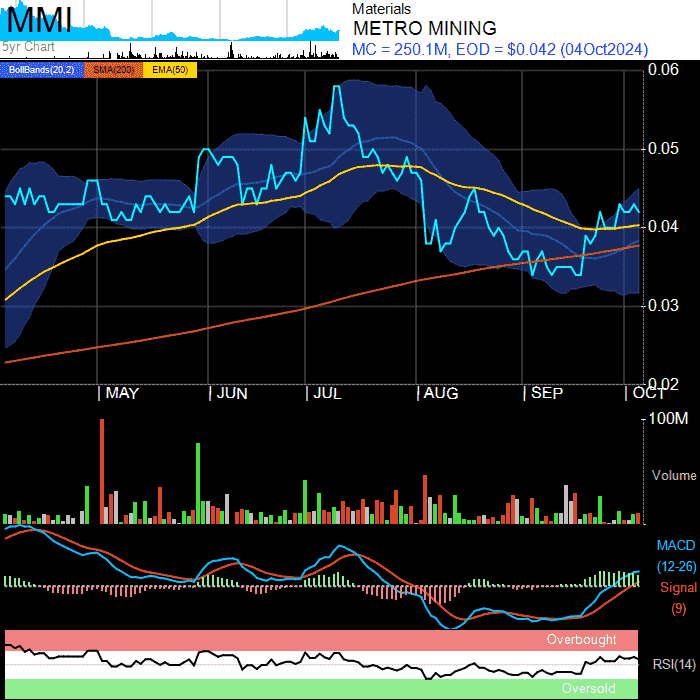 MMI
5yr Chart
Materials
METRO MINING
MC = 250.1M, EOD = $0.042 (04Oct2024)
BollBands(20,2) SMA(200) EMA(50)
0.06
0.05
0.04
0.03
0.02
MAY JUN JUL AUG SEP OCT
100M
Volume
MACD
(12-26)
Signal
(9)
Overbought
RSI(14)
Oversold